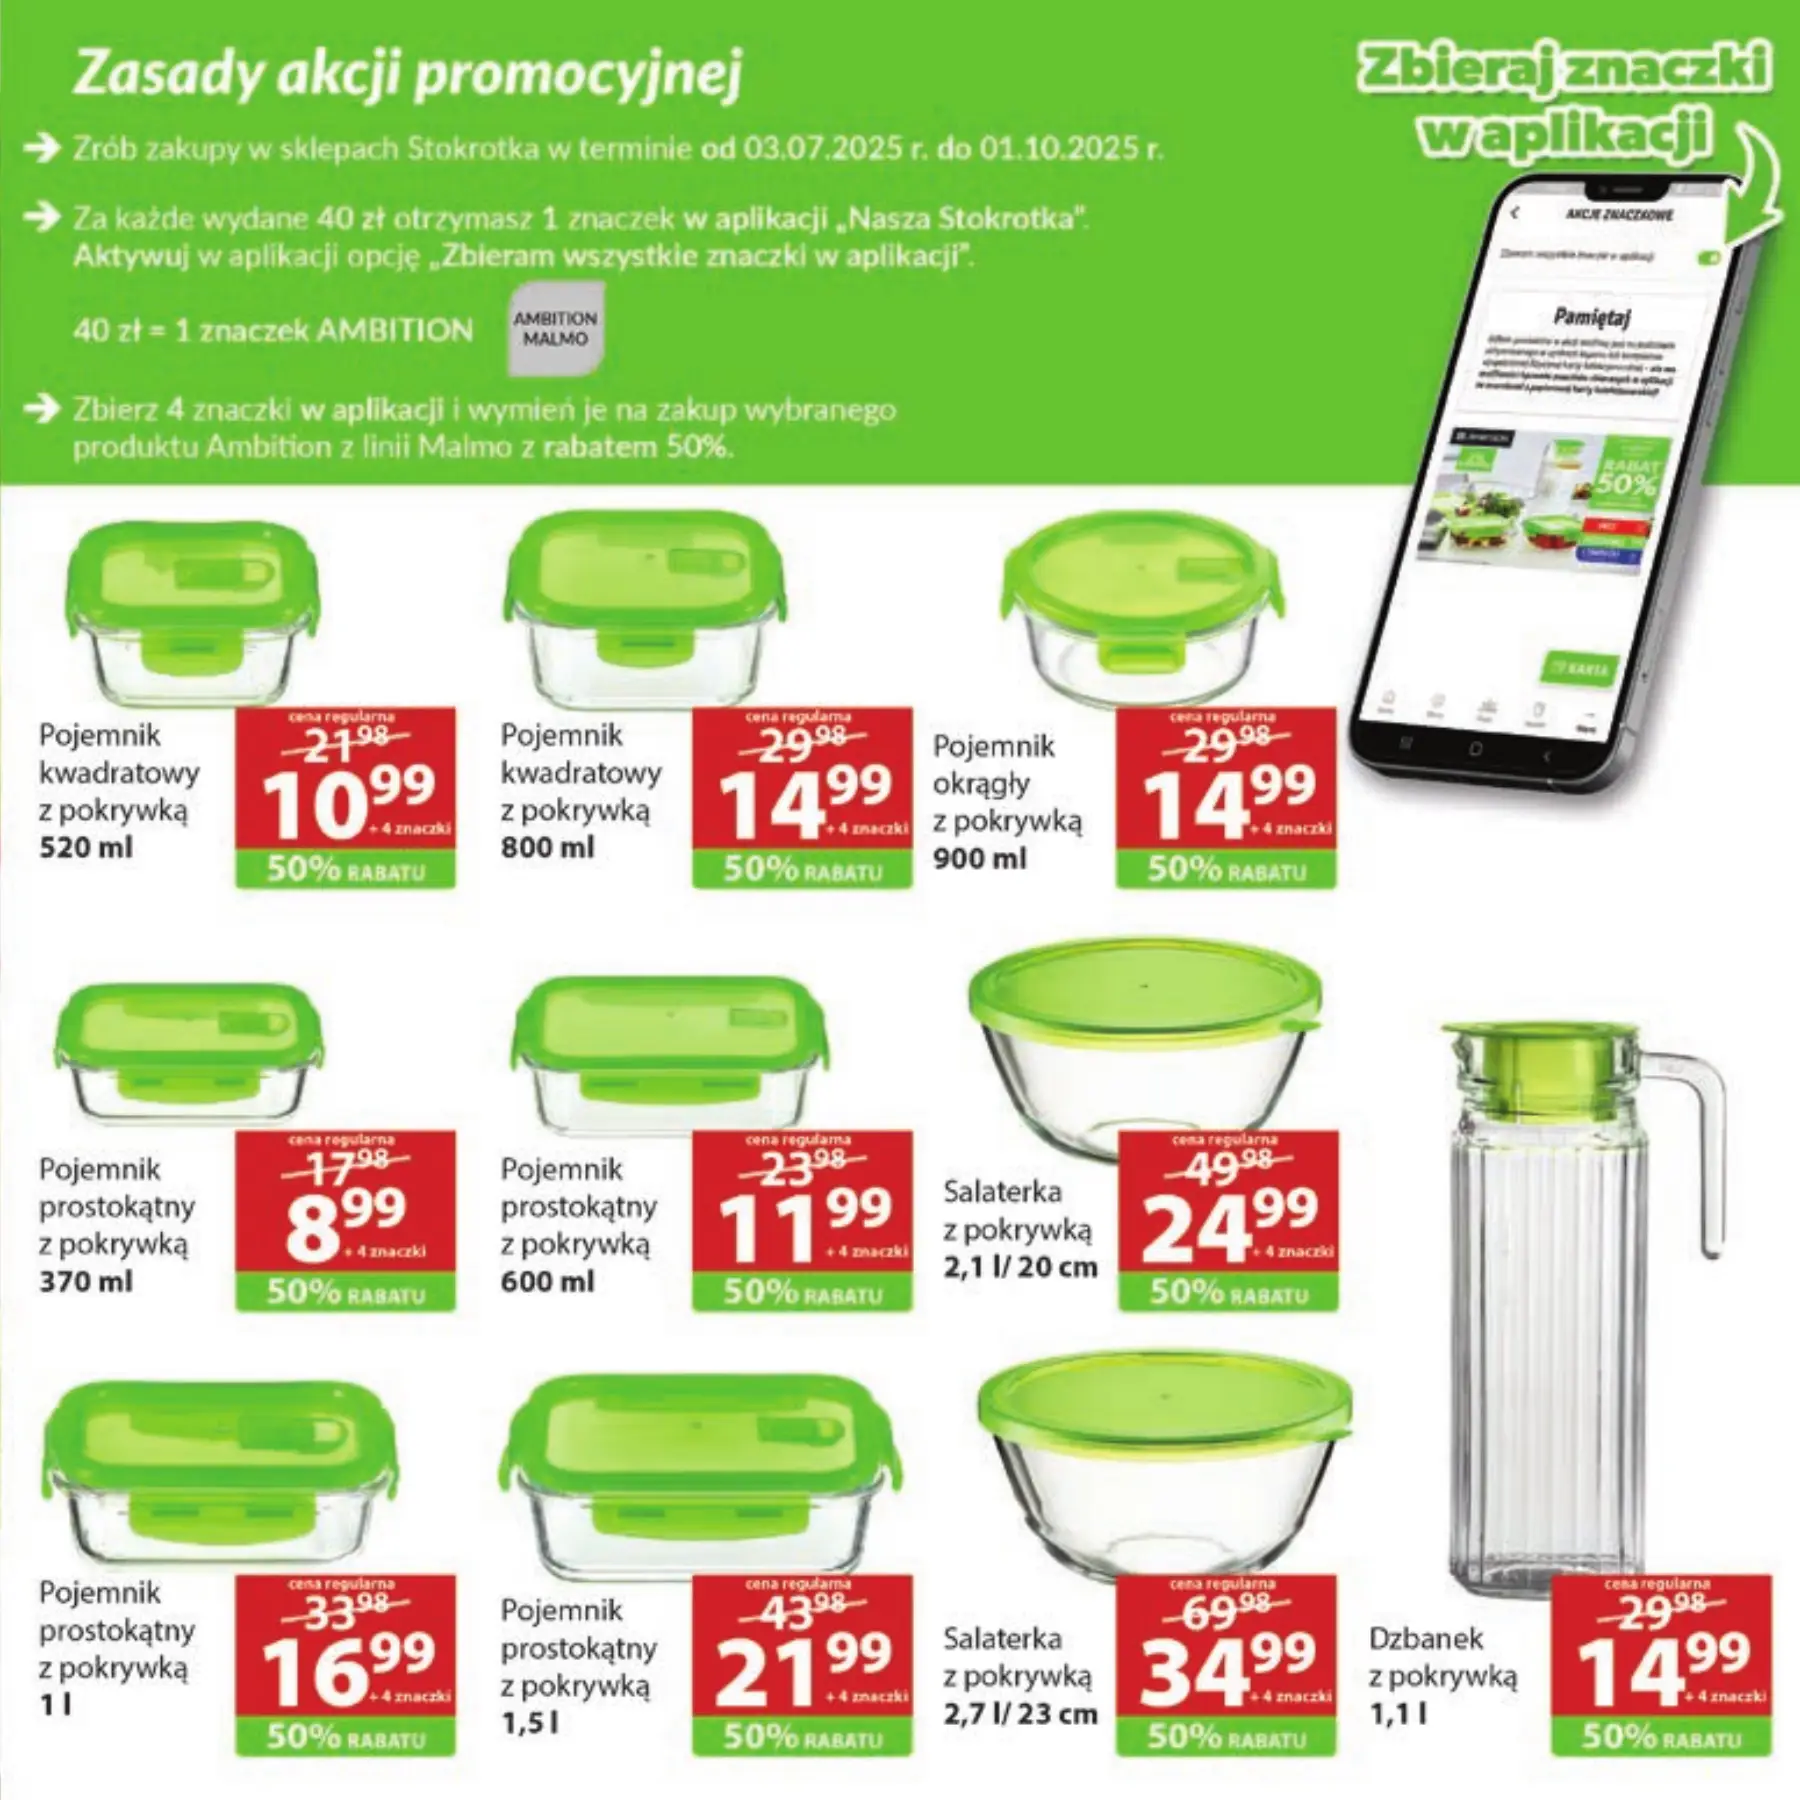 Zasady akcji promocyjnej
Zrób zakupy w sklepach Stokrotka w terminie od 03.07.2025 r. do 01.10.2025 r.
Za każde wydane 40 zł otrzymasz 1 znaczek w aplikacji „Nasza Stokrotka".
Aktywuj w aplikacji opcję „Zbieram wszystkie znaczki w aplikacji".
40 zł = 1 znaczek AMBITION
AMBITION
MALMO
Zbierz 4 znaczki w aplikacji i wymień je na zakup wybranego
produktu Ambition z linii Malmo z rabatem 50%.
Zbieraj znaczki
w aplikacji
AKCJE ZNACZKOWE
Zbieram wszystkie znaczki w aplikacji
Pamiętaj
RABAT
50%
KARTA
Pojemnik
kwadratowy
z pokrywką
520 ml
cena regularna
2198
1099
+ 4 znaczki
50% RABATU
Pojemnik
kwadratowy
z pokrywką
800 ml
cena regularna
2998
1499
+ 4 znaczki
50% RABATU
Pojemnik
okrągły
z pokrywką
900 ml
cena regularna
2998
1499
+ 4 znaczki
50% RABATU
Pojemnik
prostokątny
z pokrywką
370 ml
cena regularna
1798
899
+ 4 znaczki
50% RABATU
Pojemnik
prostokątny
z pokrywką
600 ml
cena regularna
2398
1199
+ 4 znaczki
50% RABATU
Salaterka
z pokrywką
2,1 l/ 20 cm
cena regularna
4998
2499
+ 4 znaczki
50% RABATU
Pojemnik
prostokątny
z pokrywką
1 l
cena regularna
3398
1699
+ 4 znaczki
50% RABATU
Pojemnik
prostokątny
z pokrywką
1,5 l
cena regularna
4398
2199
+ 4 znaczki
50% RABATU
Salaterka
z pokrywką
2,7 l/ 23 cm
cena regularna
6998
3499
+ 4 znaczki
50% RABATU
Dzbanek
z pokrywką
1,1 l
cena regularna
2998
1499
+ 4 znaczki
50% RABATU